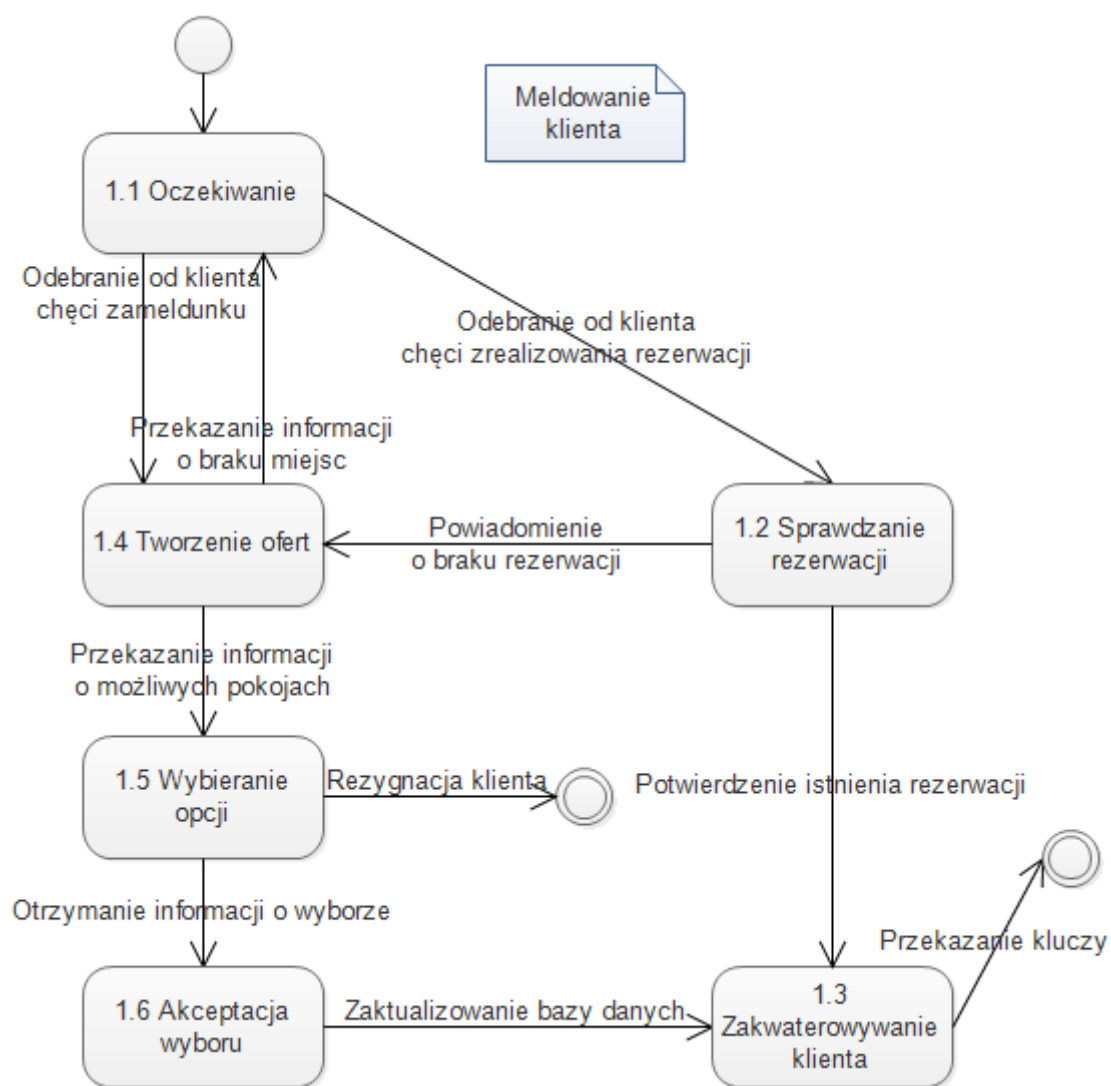 Meldowanie
klienta
1.1 Oczekiwanie
Odebranie od klienta
chęci zameldunku
Odebranie od klienta
chęci zrealizowania rezerwacji
Przekazanie informacji
o braku miejsc
1.4 Tworzenie ofert
Powiadomienie
o braku rezerwacji
1.2 Sprawdzanie
rezerwacji
Przekazanie informacji
o możliwych pokojach
1.5 Wybieranie
opcji
Rezygnacja klienta
Potwierdzenie istnienia rezerwacji
Otrzymanie informacji o wyborze
Przekazanie kluczy
1.6 Akceptacja
wyboru
Zaktualizowanie bazy danych
1.3
Zakwaterowywanie
klienta